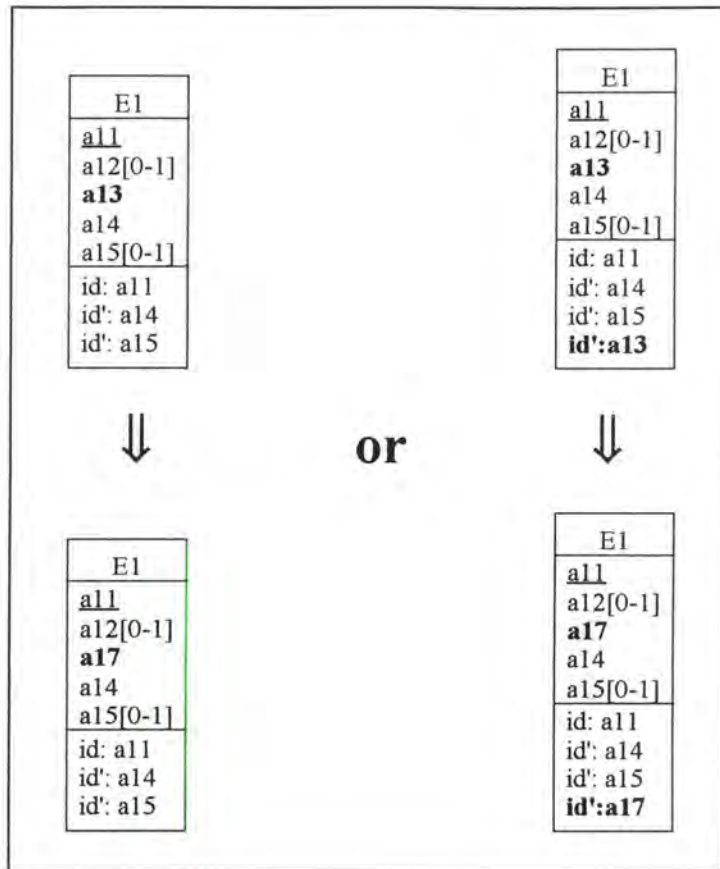 E1
a11
a12[0-1]
a13
a14
a15[0-1]
id: a11
id': a14
id': a15
E1
a11
a12[0-1]
a13
a14
a15[0-1]
id: a11
id': a14
id': a15
id':a13
⇓
or
⇓
E1
a11
a12[0-1]
a17
a14
a15[0-1]
id: a11
id': a14
id': a15
E1
a11
a12[0-1]
a17
a14
a15[0-1]
id: a11
id': a14
id': a15
id':a17